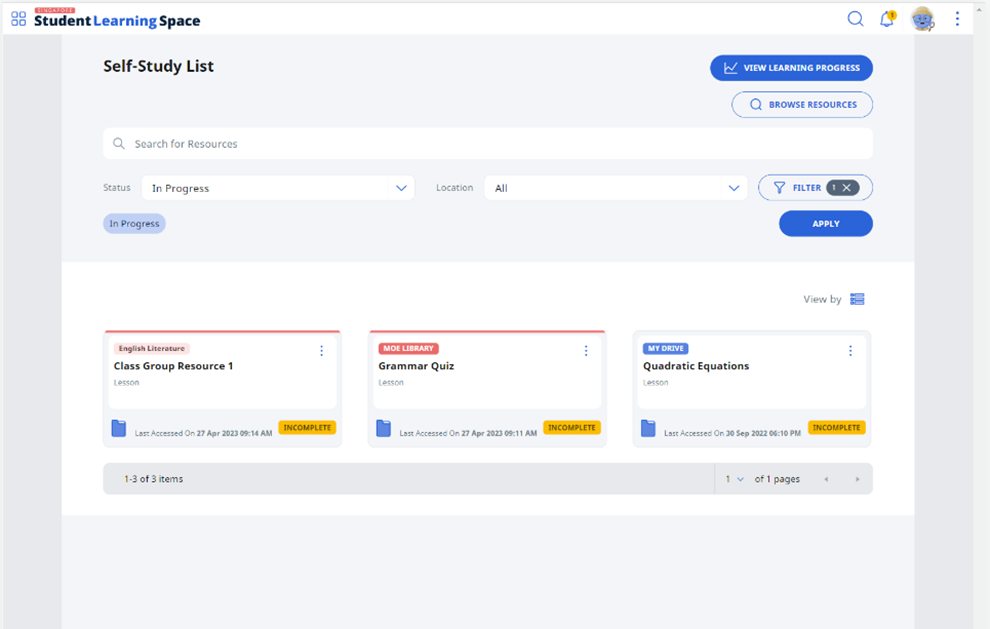 SINGAPORE
Student Learning Space
1
Self-Study List
VIEW LEARNING PROGRESS
BROWSE RESOURCES
Search for Resources
Status In Progress Location All FILTER 1
In Progress
APPLY
View by
English Literature
Class Group Resource 1
Lesson
Last Accessed On 27 Apr 2023 09:14 AM INCOMPLETE
MOE LIBRARY
Grammar Quiz
Lesson
Last Accessed On 27 Apr 2023 09:11 AM INCOMPLETE
MY DRIVE
Quadratic Equations
Lesson
Last Accessed On 30 Sep 2022 06:10 PM INCOMPLETE
1-3 of 3 items 1 of 1 pages